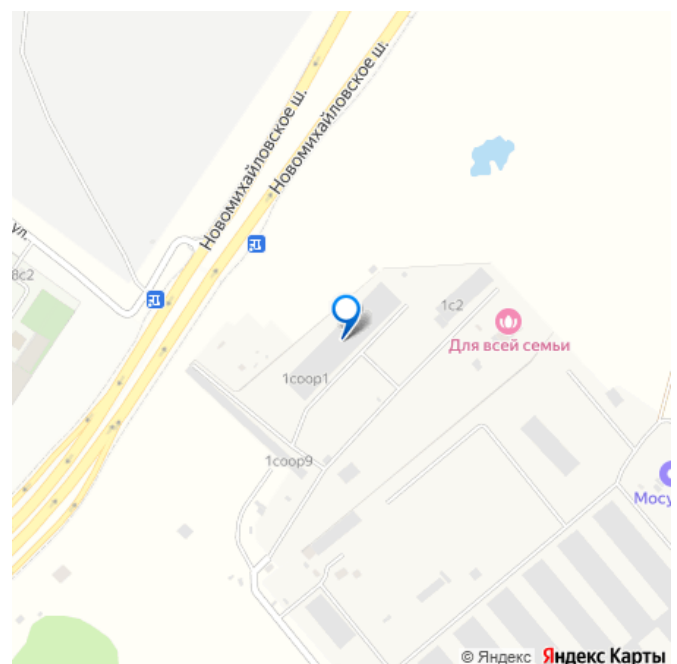 Новомихайловское ш.
Новомихайловское ш.
ул.
8с2
1с2
Для всей семьи
1соор1
1соор9
Мосу
© Яндекс Яндекс Карты